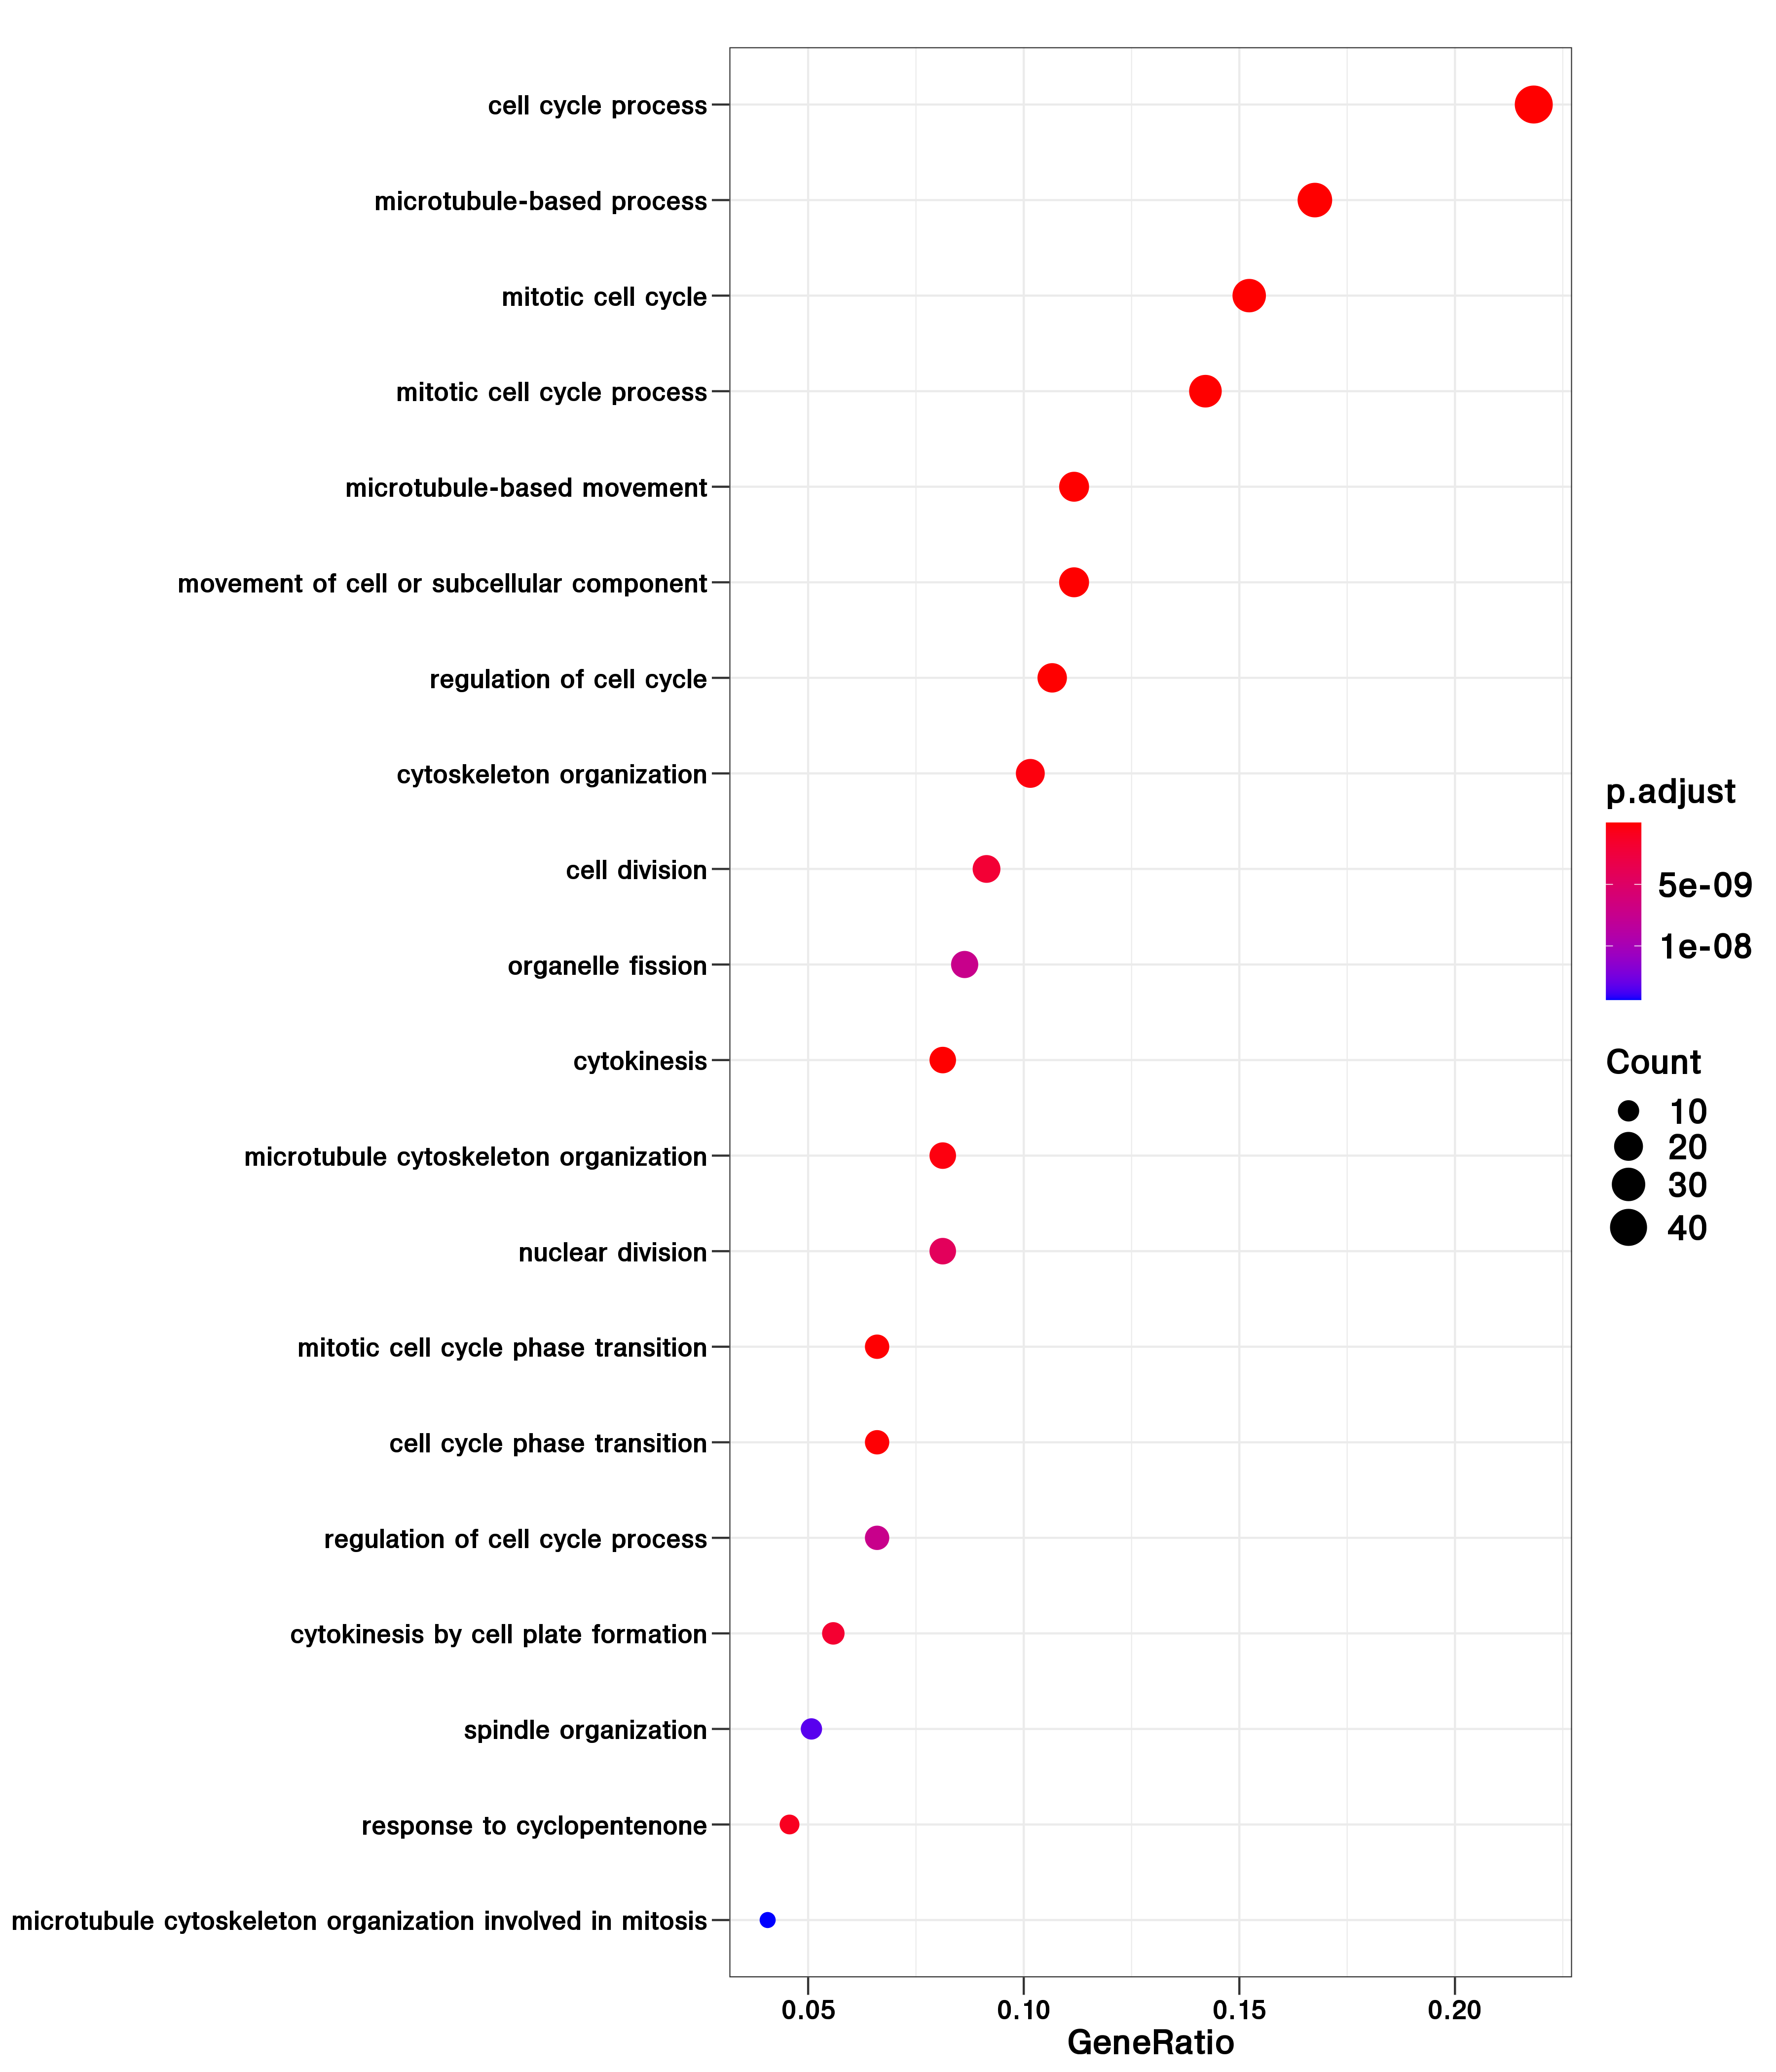 cell cycle process
microtubule-based process
mitotic cell cycle
mitotic cell cycle process
microtubule-based movement
movement of cell or subcellular component
regulation of cell cycle
cytoskeleton organization
cell division
organelle fission
cytokinesis
microtubule cytoskeleton organization
nuclear division
mitotic cell cycle phase transition
cell cycle phase transition
regulation of cell cycle process
cytokinesis by cell plate formation
spindle organization
response to cyclopentenone
microtubule cytoskeleton organization involved in mitosis
0.05 0.10 0.15 0.20
GeneRatio
p.adjust
5e-09
1e-08
Count
10
20
30
40